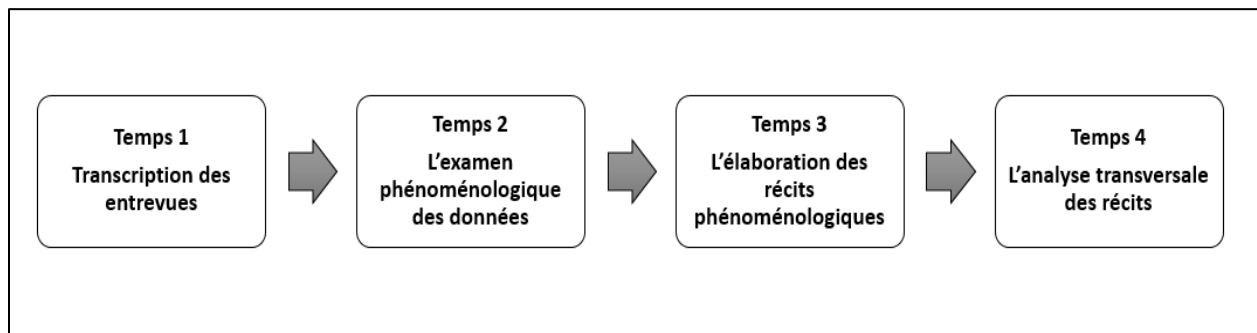 Temps 1
Transcription des
entrevues
Temps 2
L’examen
phénoménologique
des données
Temps 3
L’élaboration des
récits
phénoménologiques
Temps 4
L’analyse transversale
des récits